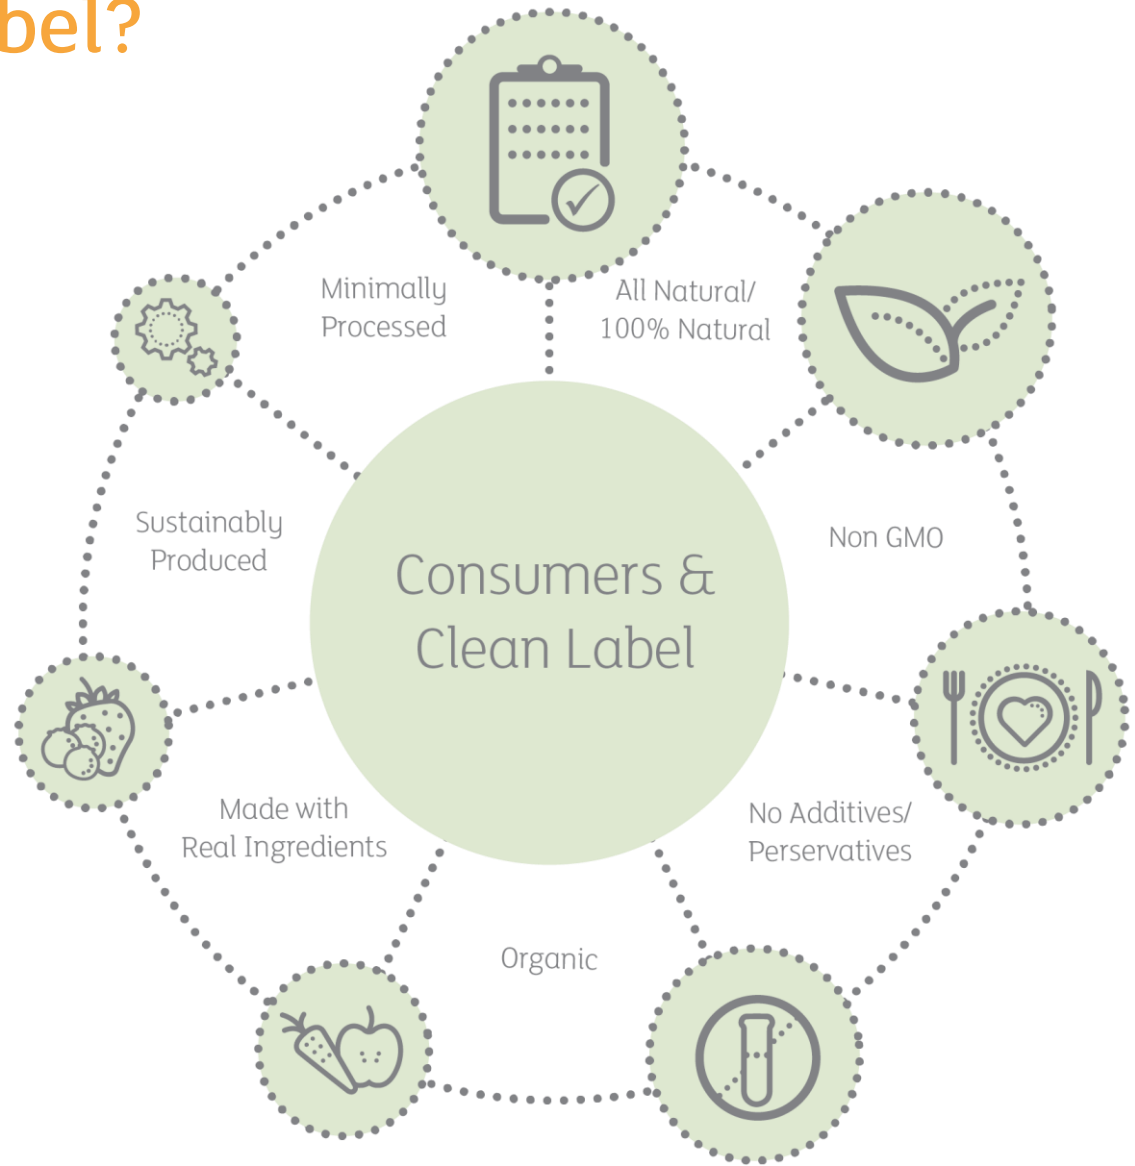 bel?
Minimally
Processed
All Natural/
100% Natural
Sustainably
Produced
Non GMO
Consumers &
Clean Label
Made with
Real Ingredients
No Additives/
Perservatives
Organic